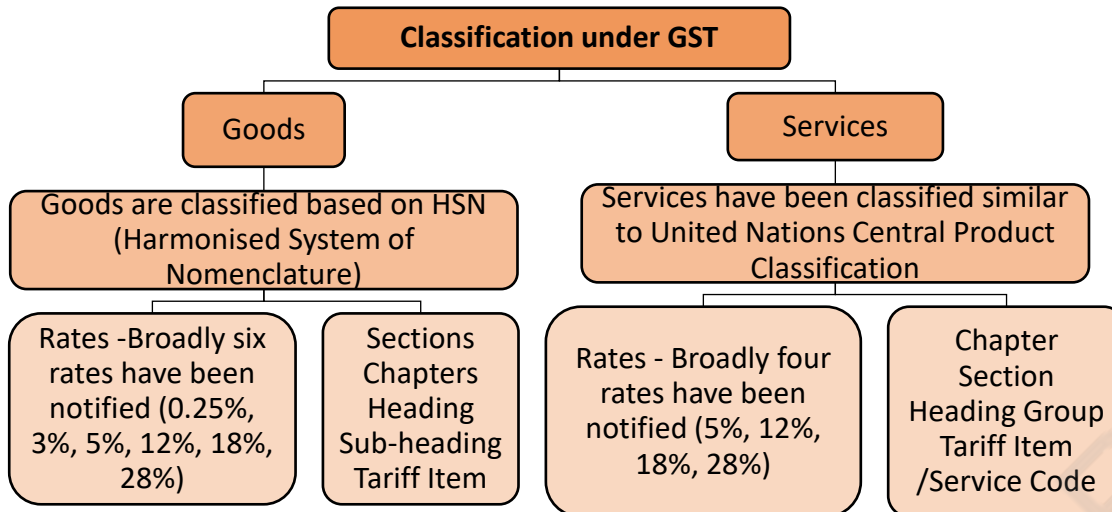 Classification under GST
Goods
Services
Goods are classified based on HSN
(Harmonised System of
Nomenclature)
Services have been classified similar
to United Nations Central Product
Classification
Rates -Broadly six
rates have been
notified (0.25%,
3%, 5%, 12%, 18%,
28%)
Sections
Chapters
Heading
Sub-heading
Tariff Item
Rates - Broadly four
rates have been
notified (5%, 12%,
18%, 28%)
Chapter
Section
Heading Group
Tariff Item
/Service Code